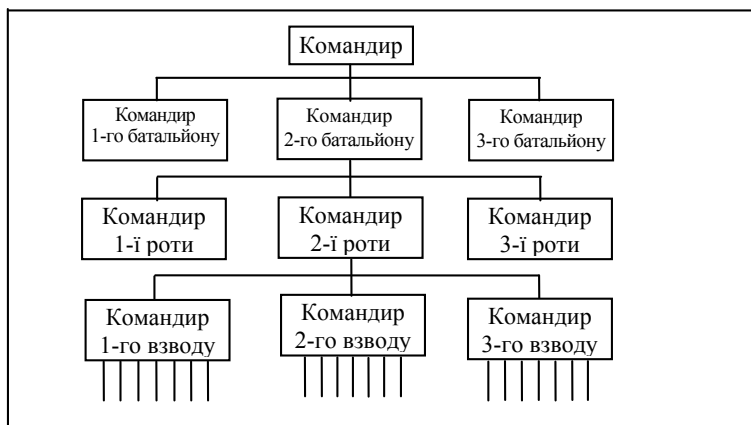 Командир
Командир
1-го батальйону
Командир
2-го батальйону
Командир
3-го батальйону
Командир
1-ї роти
Командир
2-ї роти
Командир
3-ї роти
Командир
1-го взводу
Командир
2-го взводу
Командир
3-го взводу